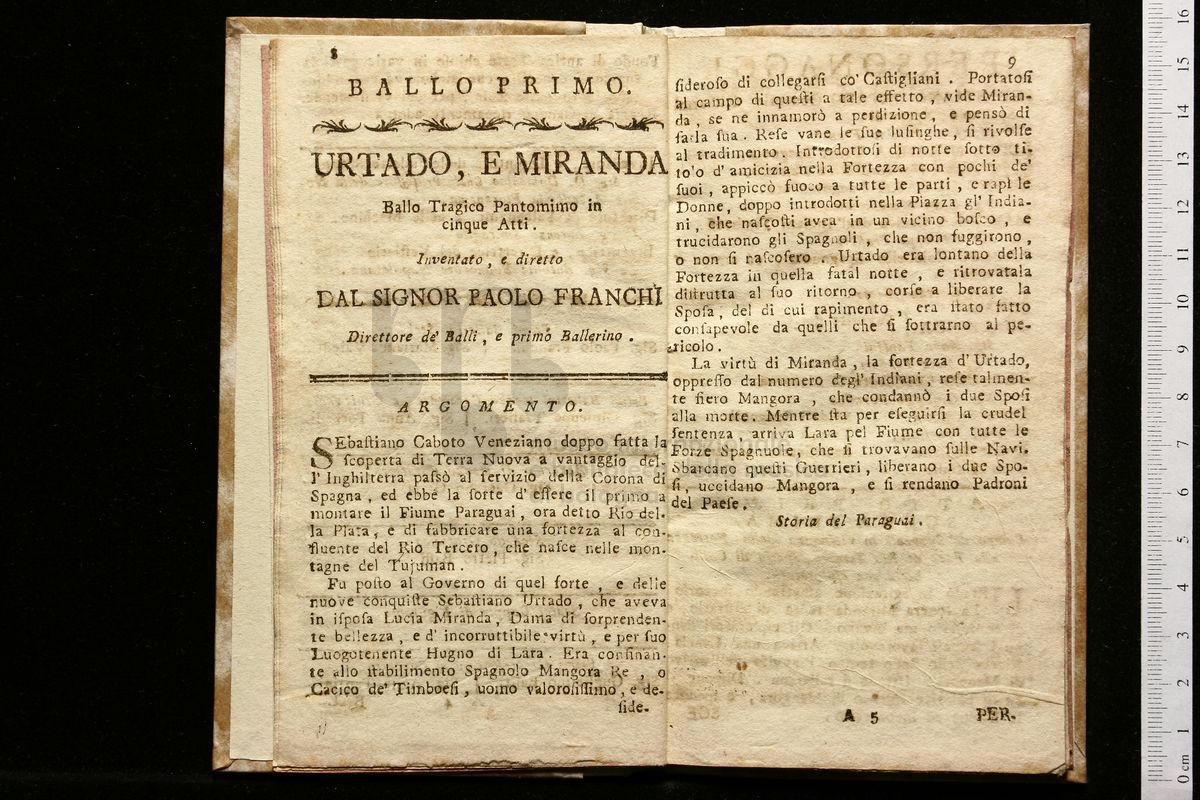 8
BALLO PRIMO.
URTADO, E MIRANDA
Ballo Tragico Pantomimo in
cinque Atti.
Inventato, e diretto
DAL SIGNOR PAOLO FRANCHI
Direttore de' Balli, e primo Ballerino.
ARGOMENTO.
SEbaſtiano Caboto Veneziano doppo fatta la
ſcoperta di Terra Nuova a vantaggio del-
l' Inghilterra paſsò al ſervizio della Corona di
Spagna, ed ebbe la ſorte d' eſſere il primo a
montare il Fiume Paraguai, ora detto Rio del-
la Plata, e di fabbricare una fortezza al con-
fluente del Rio Tercero, che naſce nelle mon-
tagne del Tujuman.
Fu poſto al Governo di quel forte, e delle
nuove conquiſte Sebaſtiano Urtado, che aveva
in iſpoſa Lucia Miranda, Dama di ſorprenden-
te bellezza, e d' incorruttibile virtù, e per ſuo
Luogotenente Hugno di Lara. Era confinan-
te allo ſtabilimento Spagnolo Mangora Re, o
Cacico de' Timboeſi, uomo valoroſiſſimo, e de-
ſide-
9
ſideroſo di collegarſi co' Caſtigliani. Portatoſi
al campo di queſti a tale effetto, vide Miran-
da, se ne innamorò a perdizione, e pensò di
farla ſua. Reſe vane le ſue luſinghe, ſi rivolſe
al tradimento. Introdottoſi di notte ſotto ti-
tolo d' amicizia nella Fortezza con pochi de'
ſuoi, appiccò fuoco a tutte le parti, e rapì le
Donne, doppo introdotti nella Piazza gl' India-
ni, che naſcoſti avea in un vicino boſco, e
trucidarono gli Spagnoli, che non fuggirono,
o non ſi naſcoſero. Urtado era lontano della
Fortezza in quella fatal notte, e ritrovatala
diſtrutta al ſuo ritorno, corſe a liberare la
Spoſa, del di cui rapimento, era ſtato fatto
conſapevole da quelli che ſi ſottrarno al pe-
ricolo.
La virtù di Miranda, la fortezza d' Urtado,
oppreſſo dal numero degl' Indiani, reſe talmen-
te fiero Mangora, che condannò i due Spoſi
alla morte. Mentre ſta per eſeguirſi la crudel
ſentenza, arriva Lara pel Fiume con tutte le
Forze Spagnuole, che ſi trovavano ſulle Navi.
Sbarcano queſti Guerrieri, liberano i due Spo-
ſi, uccidano Mangora, e ſi rendano Padroni
del Paeſe.
Storia del Paraguai.
A 5 PER-